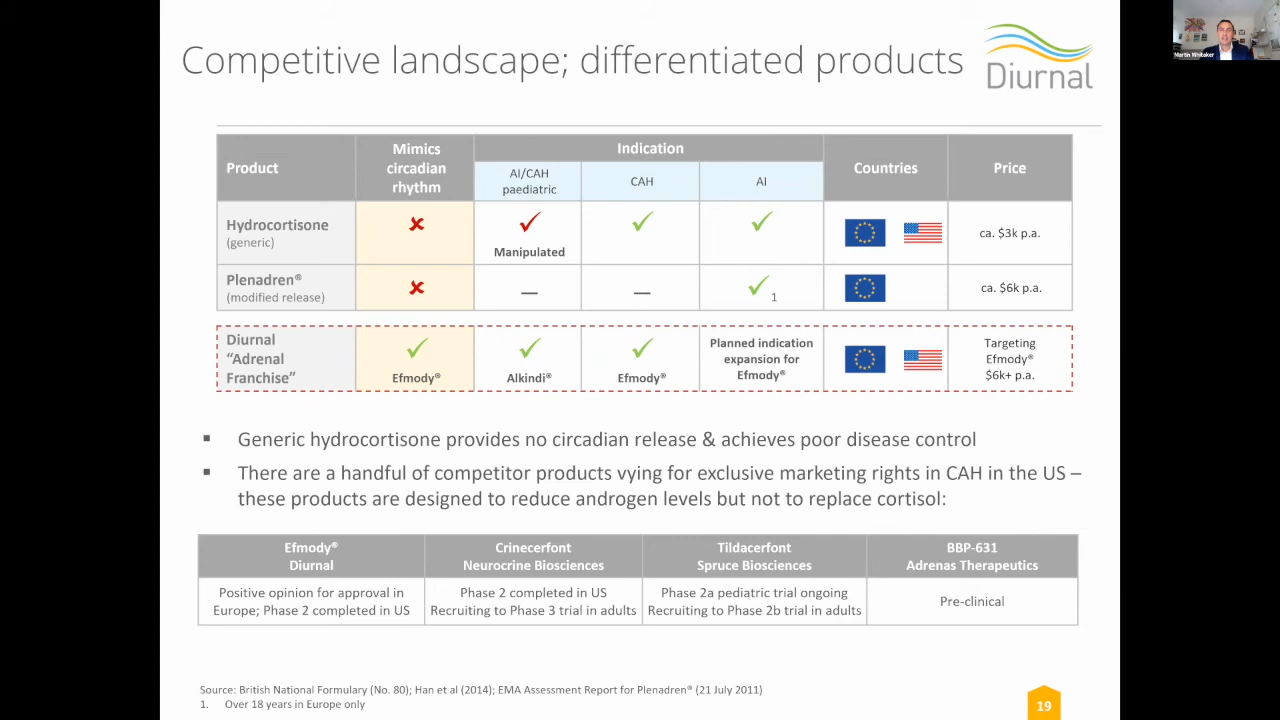 Competitive landscape; differentiated products
Diurnal
Martin Whitaker
Product
Mimics
circadian
rhythm
Indication
AI/CAH
paediatric
CAH
AI
Countries
Price
Hydrocortisone
(generic)
Manipulated
ca. $3k p.a.
Plenadren®
(modified release)
1
ca. $6k p.a.
Diurnal
“Adrenal
Franchise”
Efmody®
Alkindi®
Efmody®
Planned indication
expansion for
Efmody®
Targeting
Efmody®
$6k+ p.a.
▪ Generic hydrocortisone provides no circadian release & achieves poor disease control
▪ There are a handful of competitor products vying for exclusive marketing rights in CAH in the US –
these products are designed to reduce androgen levels but not to replace cortisol:
Efmody®
Diurnal
Crinecerfont
Neurocrine Biosciences
Tildacerfont
Spruce Biosciences
BBP-631
Adrenas Therapeutics
Positive opinion for approval in
Europe; Phase 2 completed in US
Phase 2 completed in US
Recruiting to Phase 3 trial in adults
Phase 2a pediatric trial ongoing
Recruiting to Phase 2b trial in adults
Pre-clinical
Source: British National Formulary (No. 80); Han et al (2014); EMA Assessment Report for Plenadren® (21 July 2011)
1. Over 18 years in Europe only
19